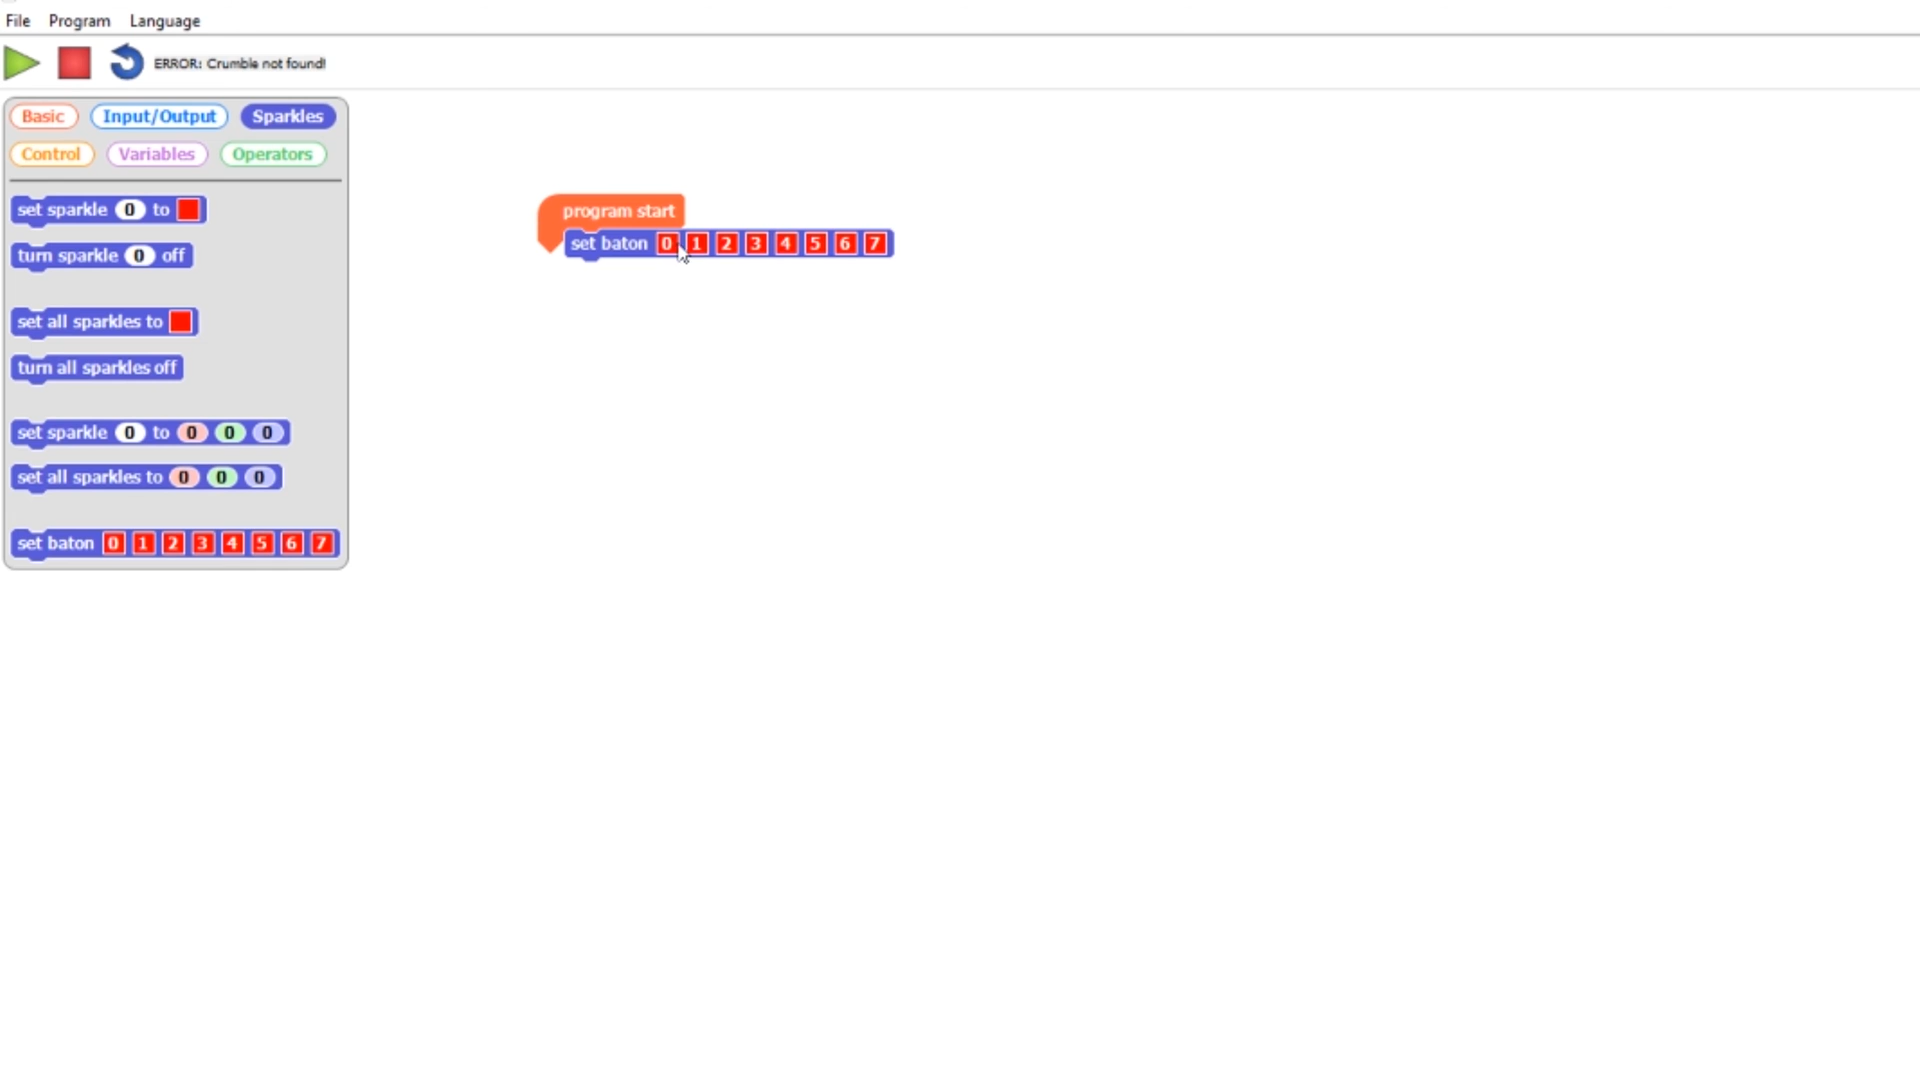 File Program Language
ERROR: Crumble not found!
Basic Input/Output Sparkles
Control Variables Operators
set sparkle 0 to
turn sparkle 0 off
set all sparkles to
turn all sparkles off
set sparkle 0 to 0 0 0
set all sparkles to 0 0 0
set baton 0 1 2 3 4 5 6 7
program start
set baton 0 1 2 3 4 5 6 7